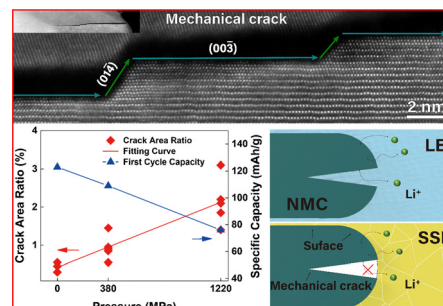 Mechanical crack
(003̄)
(014̄)
2 nm
Crack Area Ratio
Fitting Curve
First Cycle Capacity
Crack Area Ratio (%)
4
3
2
1
140
120
100
80
60
40
Specific Capacity (mAh/g)
0
380
1220
Pressure (MPa)
LE
NMC
Li⁺
Suface
SSE
Mechanical crack
Li⁺